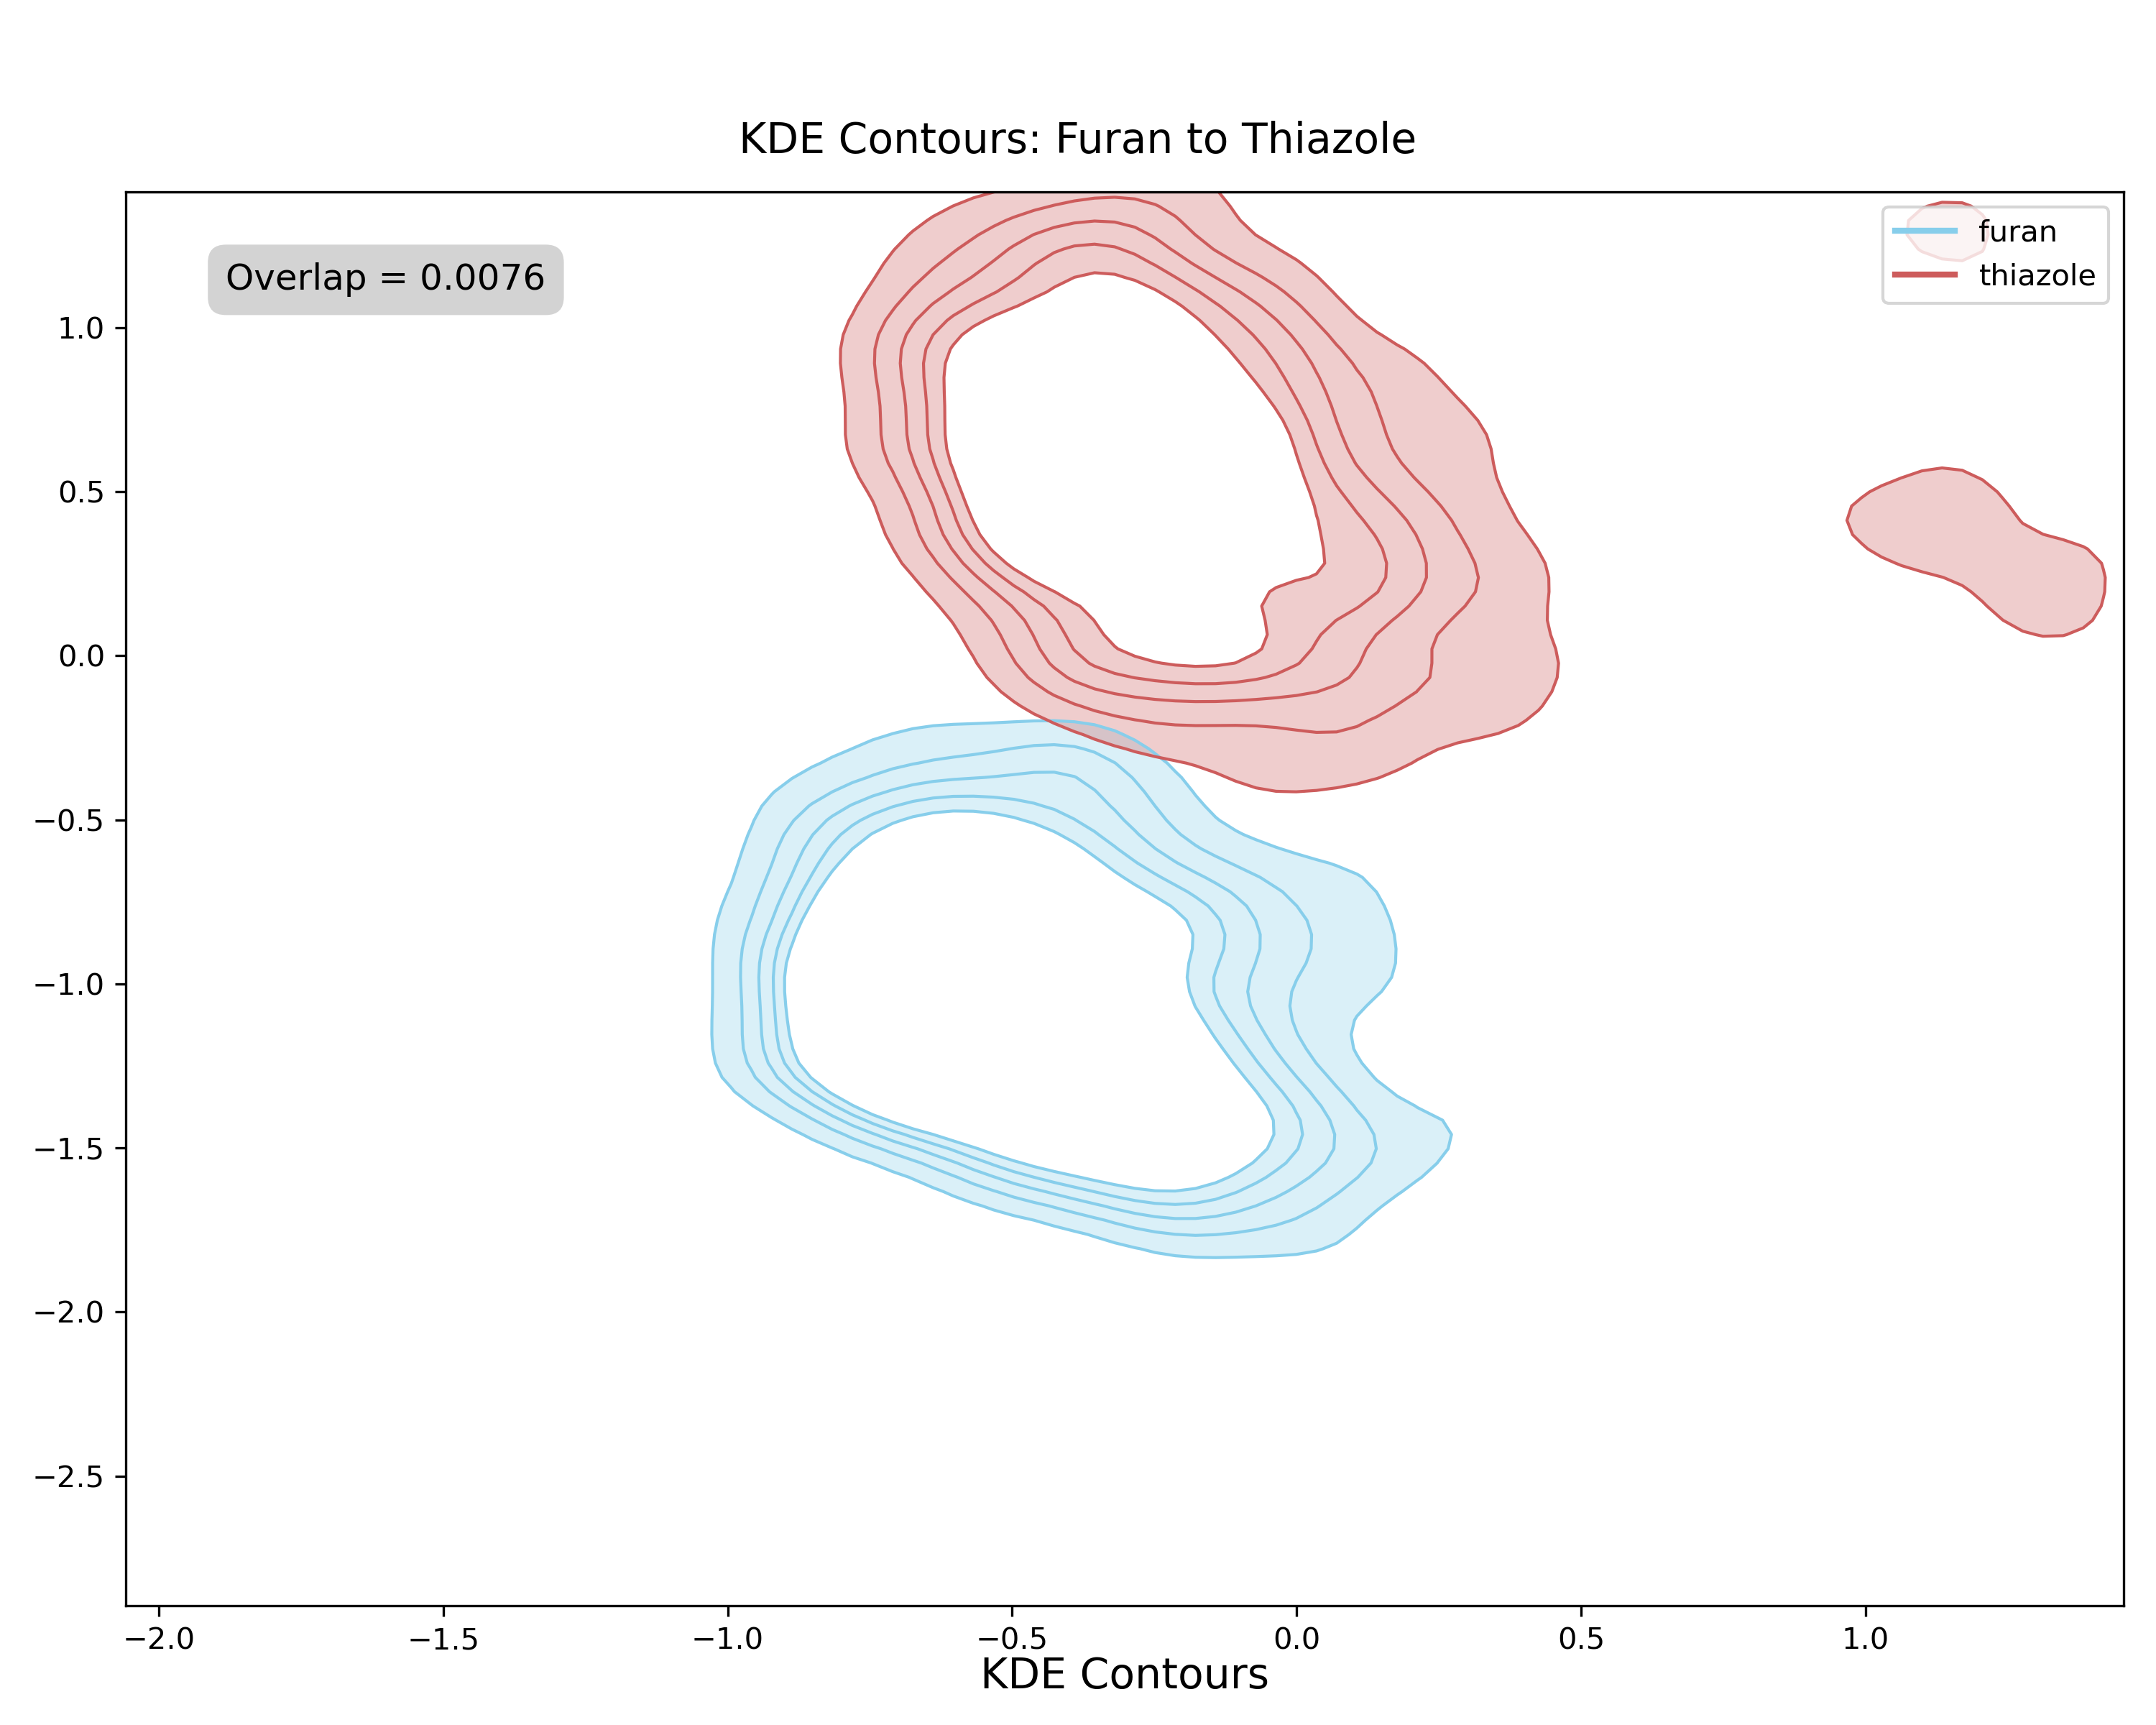 KDE Contours: Furan to Thiazole
Overlap = 0.0076
furan
thiazole
1.0
0.5
0.0
−0.5
−1.0
−1.5
−2.0
−2.5
−2.0 −1.5 −1.0 −0.5 0.0 0.5 1.0
KDE Contours